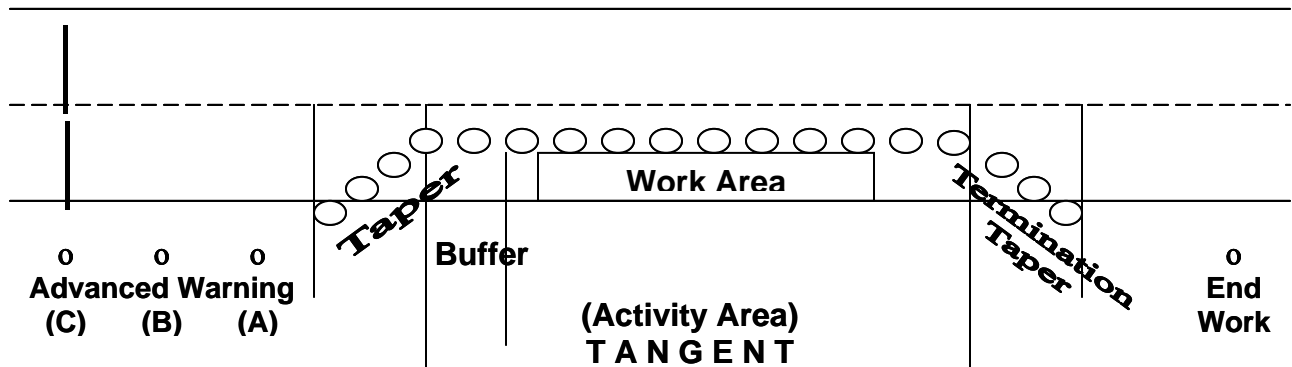 Work Area
Taper
Termination
Taper
Buffer
o o o o
Advanced Warning
(C) (B) (A)
(Activity Area)
TANGENT
End
Work